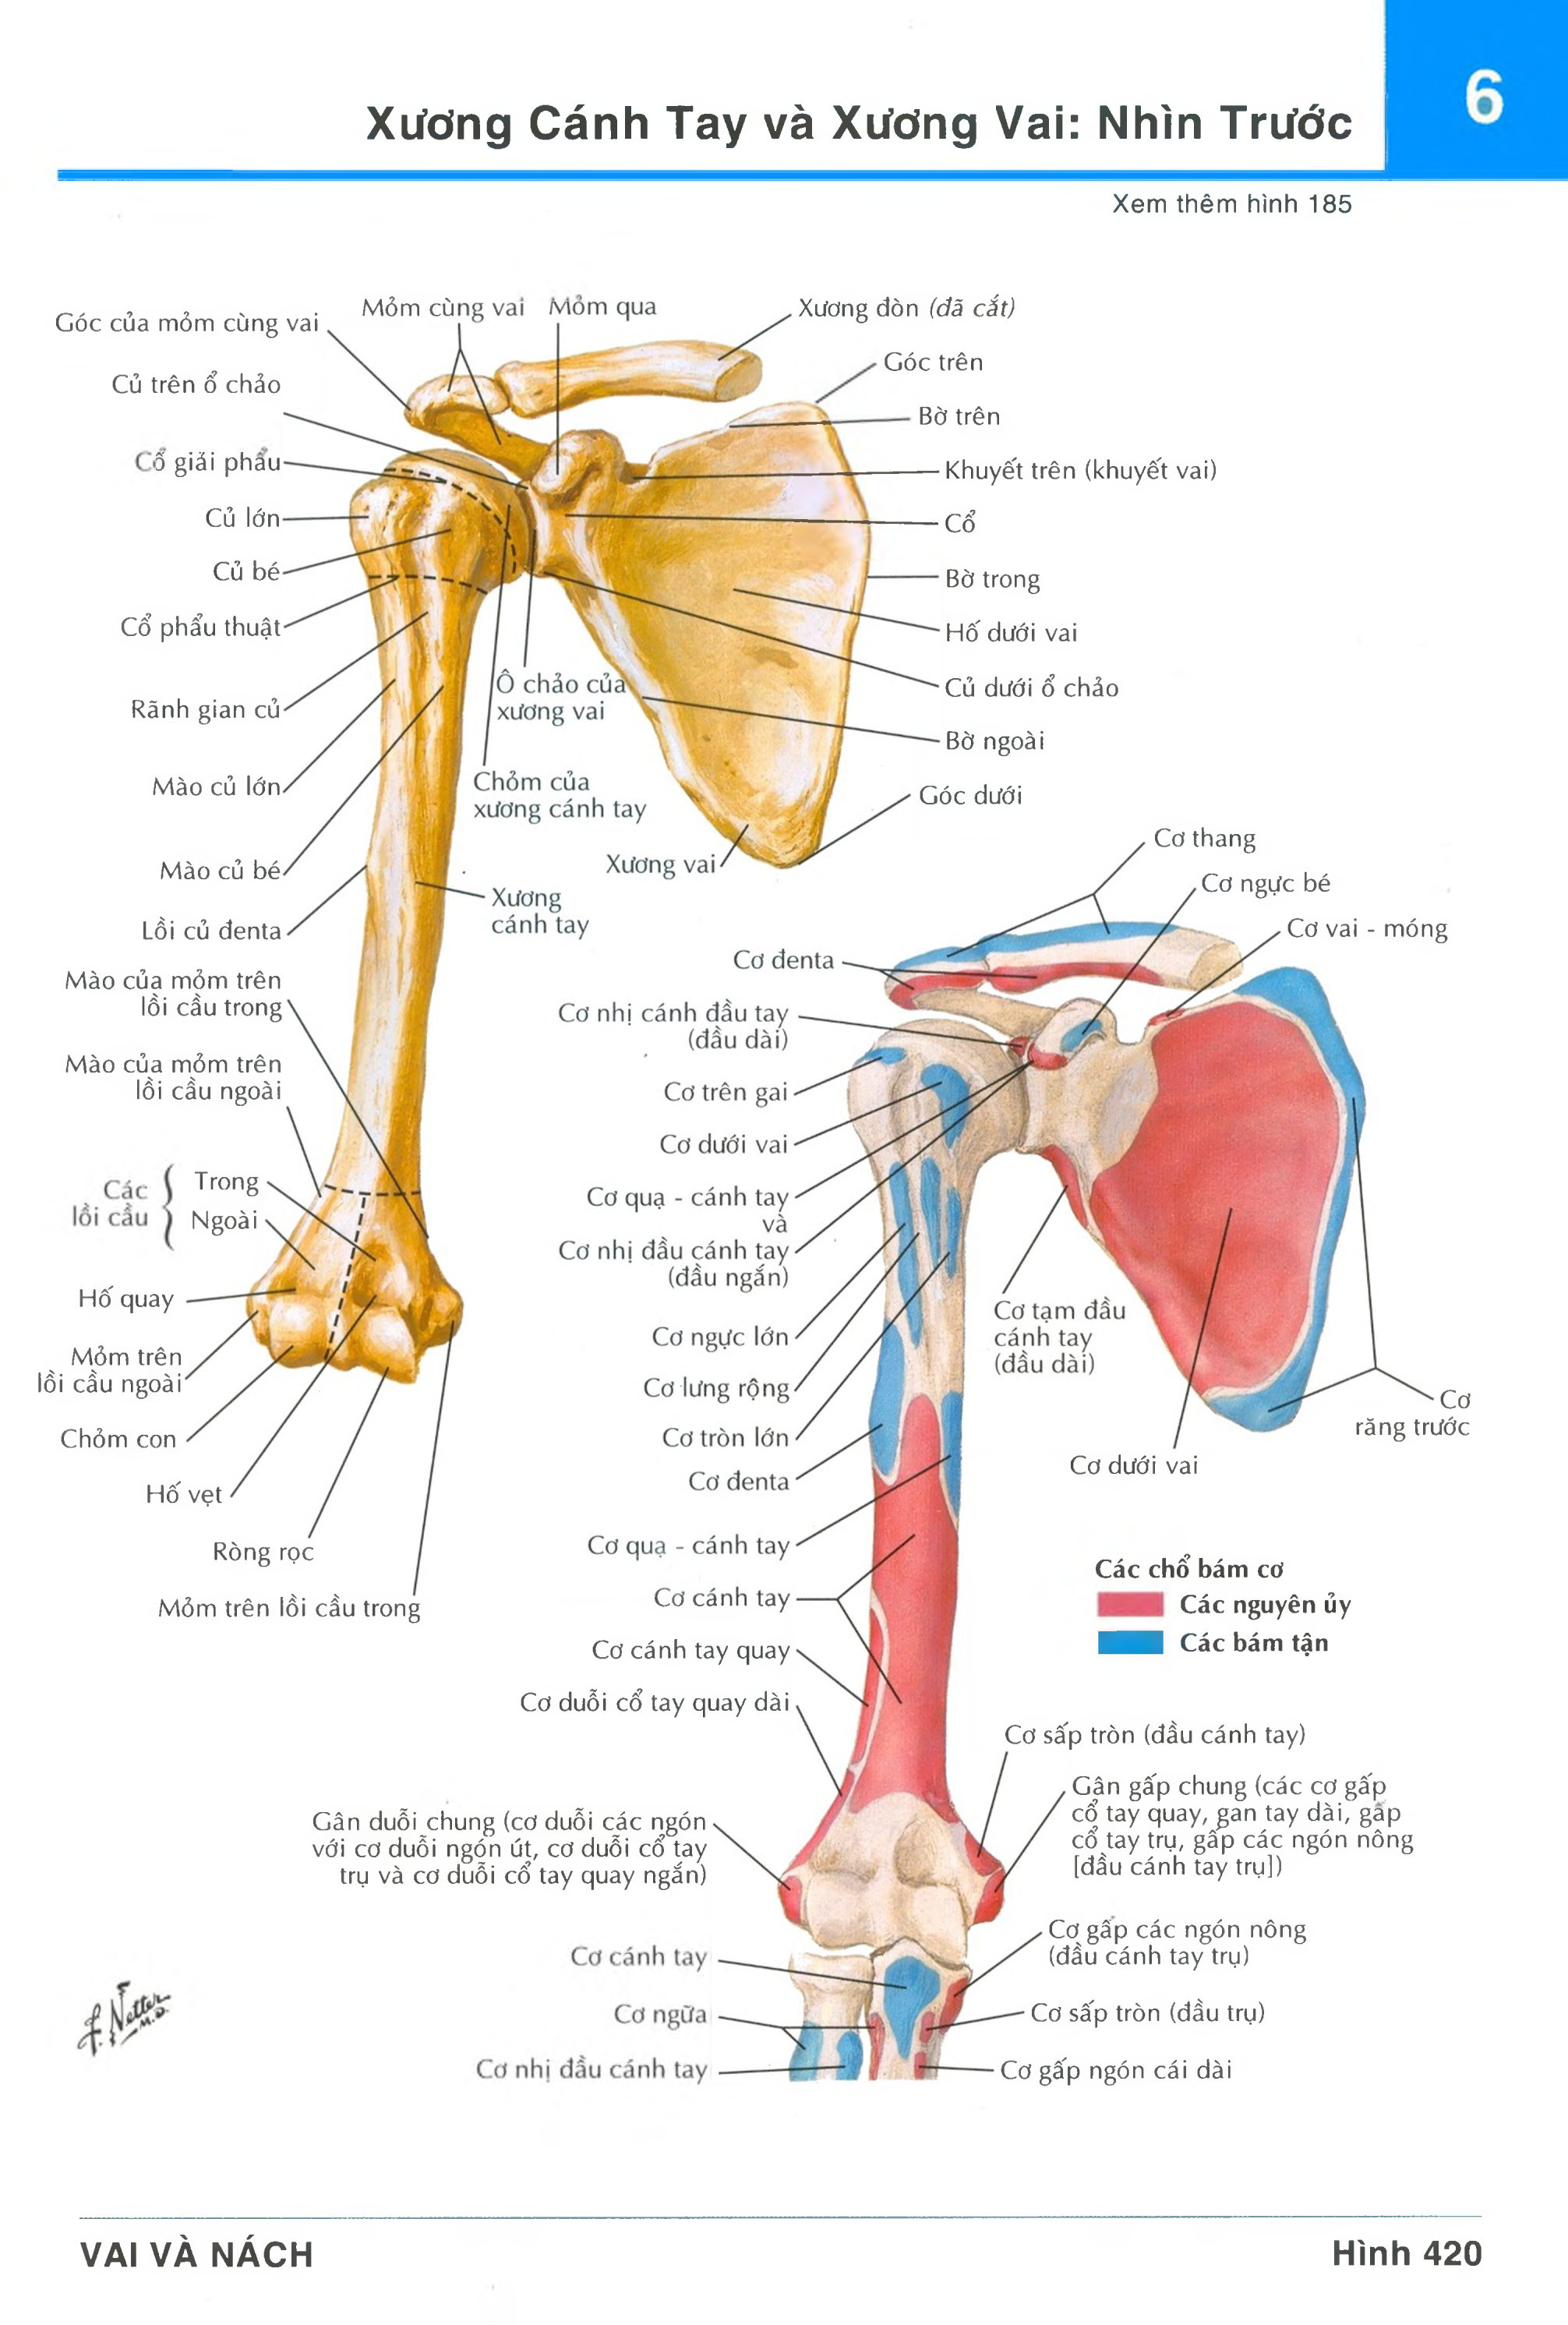 6
Xương Cánh Tay và Xương Vai: Nhìn Trước
Xem thêm hình 185
Góc của mỏm cùng vai
Mỏm cùng vai
Mỏm qua
Xương đòn (đã cắt)
Củ trên ổ chảo
Cổ giải phẩu
Củ lớn
Củ bé
Cổ phẩu thuật
Rãnh gian củ
Mào củ lớn
Mào củ bé
Lồi củ đenta
Mào của mỏm trên
lồi cầu trong
Mào của mỏm trên
lồi cầu ngoài
Các
lồi cầu
Trong
Ngoài
Hố quay
Mỏm trên
lồi cầu ngoài
Chỏm con
Hố vẹt
Ròng rọc
Mỏm trên lồi cầu trong
Góc trên
Bờ trên
Khuyết trên (khuyết vai)
Cổ
Bờ trong
Hố dưới vai
Củ dưới ổ chảo
Bờ ngoài
Góc dưới
Ô chảo của
xương vai
Chỏm của
xương cánh tay
Xương vai
Xương
cánh tay
Cơ thang
Cơ ngực bé
Cơ vai - móng
Cơ đenta
Cơ nhị cánh đầu tay
(đầu dài)
Cơ trên gai
Cơ dưới vai
Cơ quạ - cánh tay
và
Cơ nhị đầu cánh tay
(đầu ngắn)
Cơ ngực lớn
Cơ lưng rộng
Cơ tròn lớn
Cơ đenta
Cơ quạ - cánh tay
Cơ cánh tay
Cơ cánh tay quay
Cơ duỗi cổ tay quay dài
Gân duỗi chung (cơ duỗi các ngón
với cơ duỗi ngón út, cơ duỗi cổ tay
trụ và cơ duỗi cổ tay quay ngắn)
Cơ cánh tay
Cơ ngữa
Cơ nhị đầu cánh tay
Cơ tạm đầu
cánh tay
(đầu dài)
Cơ dưới vai
Cơ
răng trước
Các chổ bám cơ
Các nguyên ủy
Các bám tận
Cơ sấp tròn (đầu cánh tay)
Gân gấp chung (các cơ gấp
cổ tay quay, gan tay dài, gấp
cổ tay trụ, gấp các ngón nông
[đầu cánh tay trụ])
Cơ gấp các ngón nông
(đầu cánh tay trụ)
Cơ sấp tròn (đầu trụ)
Cơ gấp ngón cái dài
F. Netter
M.D.
VAI VÀ NÁCH
Hình 420